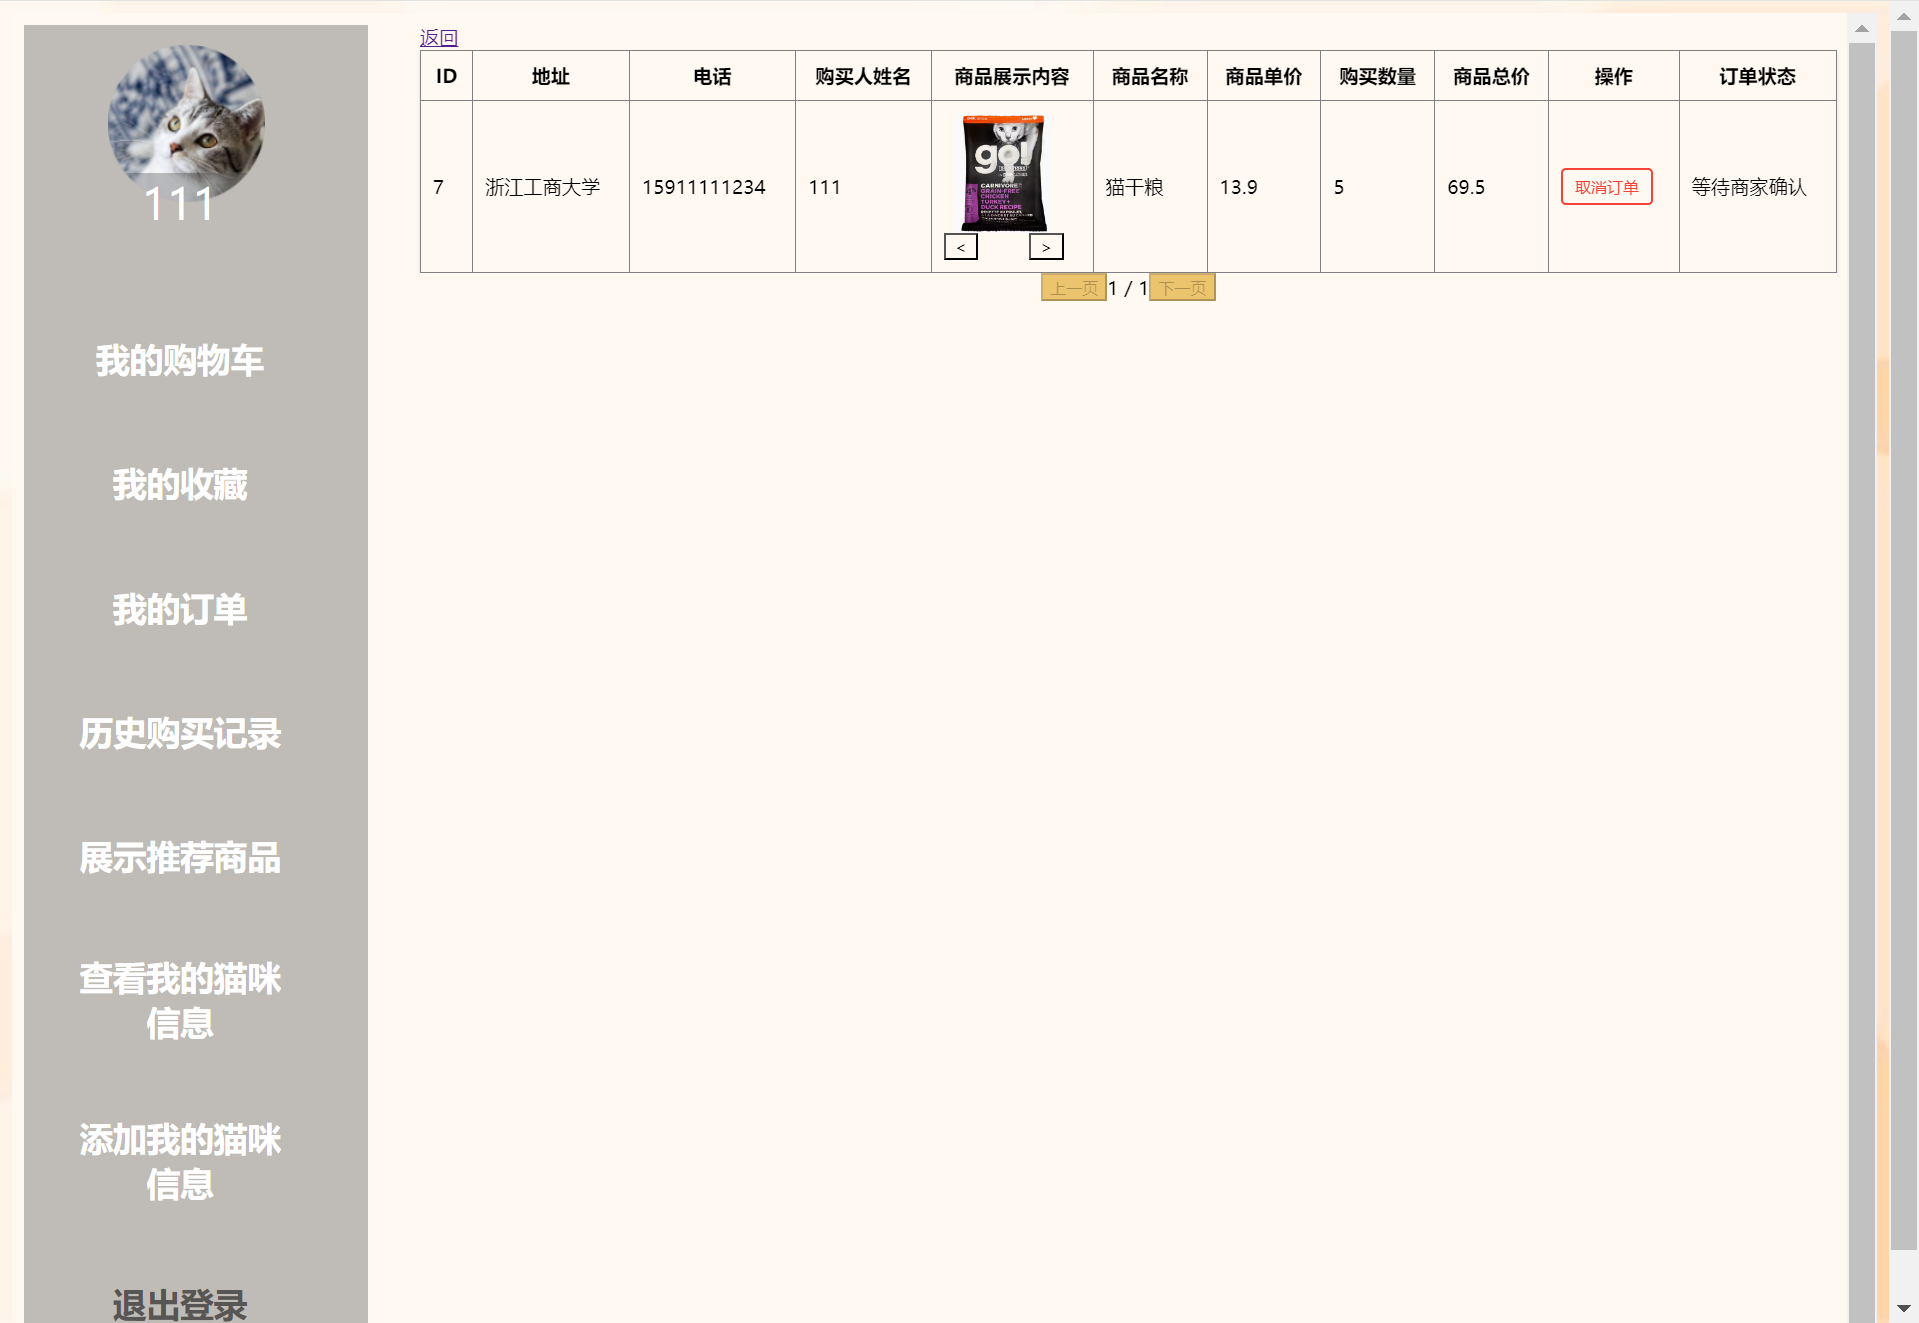 111
我的购物车
我的收藏
我的订单
历史购买记录
展示推荐商品
查看我的猫咪
信息
添加我的猫咪
信息
退出登录
返回
ID 地址 电话 购买人姓名 商品展示内容 商品名称 商品单价 购买数量 商品总价 操作 订单状态
go!
CARNIVORE
GRAIN-FREE
CHICKEN
TURKEY+
DUCK RECIPE
7 浙江工商大学 15911111234 111 猫干粮 13.9 5 69.5 取消订单 等待商家确认
< >
上一页 1 / 1 下一页